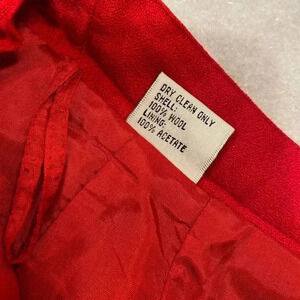 DRY CLEAN ONLY
SHELL:
100% WOOL
LINING:
100% ACETATE